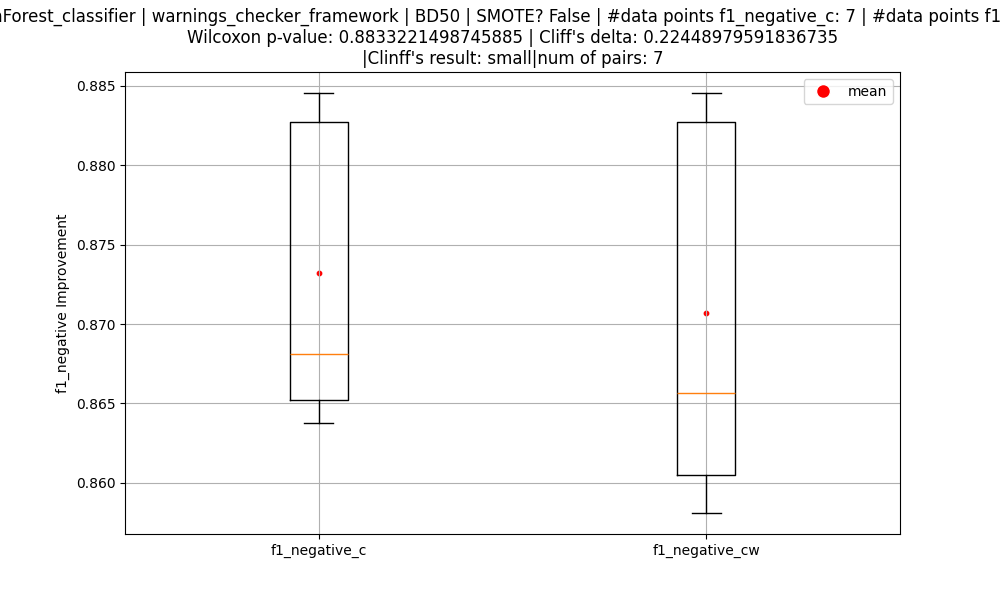 Forest_classifier | warnings_checker_framework | BD50 | SMOTE? False | #data points f1_negative_c: 7 | #data points f1
Wilcoxon p-value: 0.8833221498745885 | Cliff's delta: 0.22448979591836735
|Clinff's result: small|num of pairs: 7
mean
0.885
0.880
0.875
0.870
0.865
0.860
f1_negative Improvement
f1_negative_c
f1_negative_cw